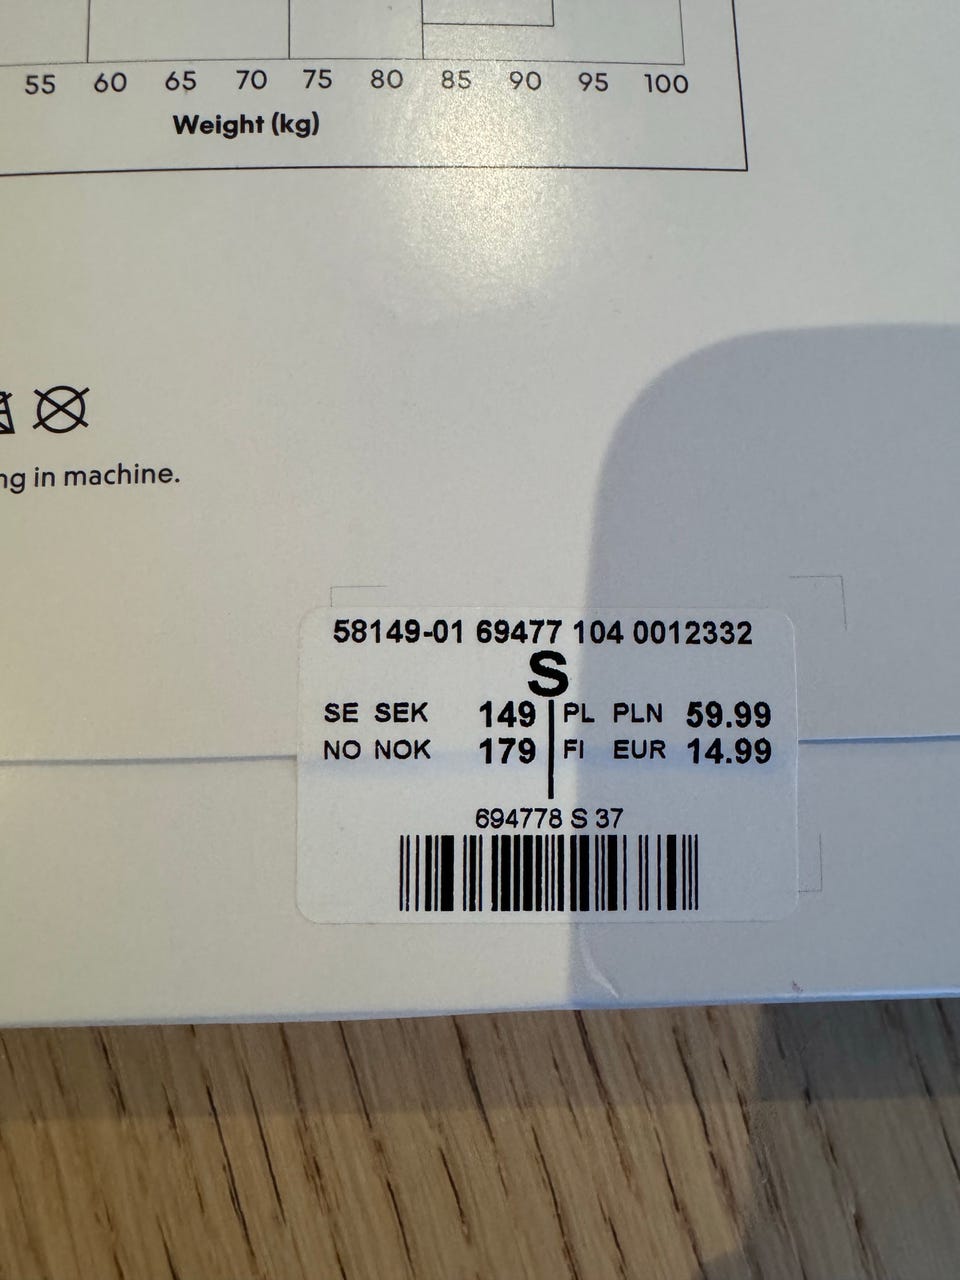 55 60 65 70 75 80 85 90 95 100
Weight (kg)
in machine.
58149-01 69477 104 0012332
S
SE SEK 149 PL PLN 59.99
NO NOK 179 FI EUR 14.99
694778 S 37